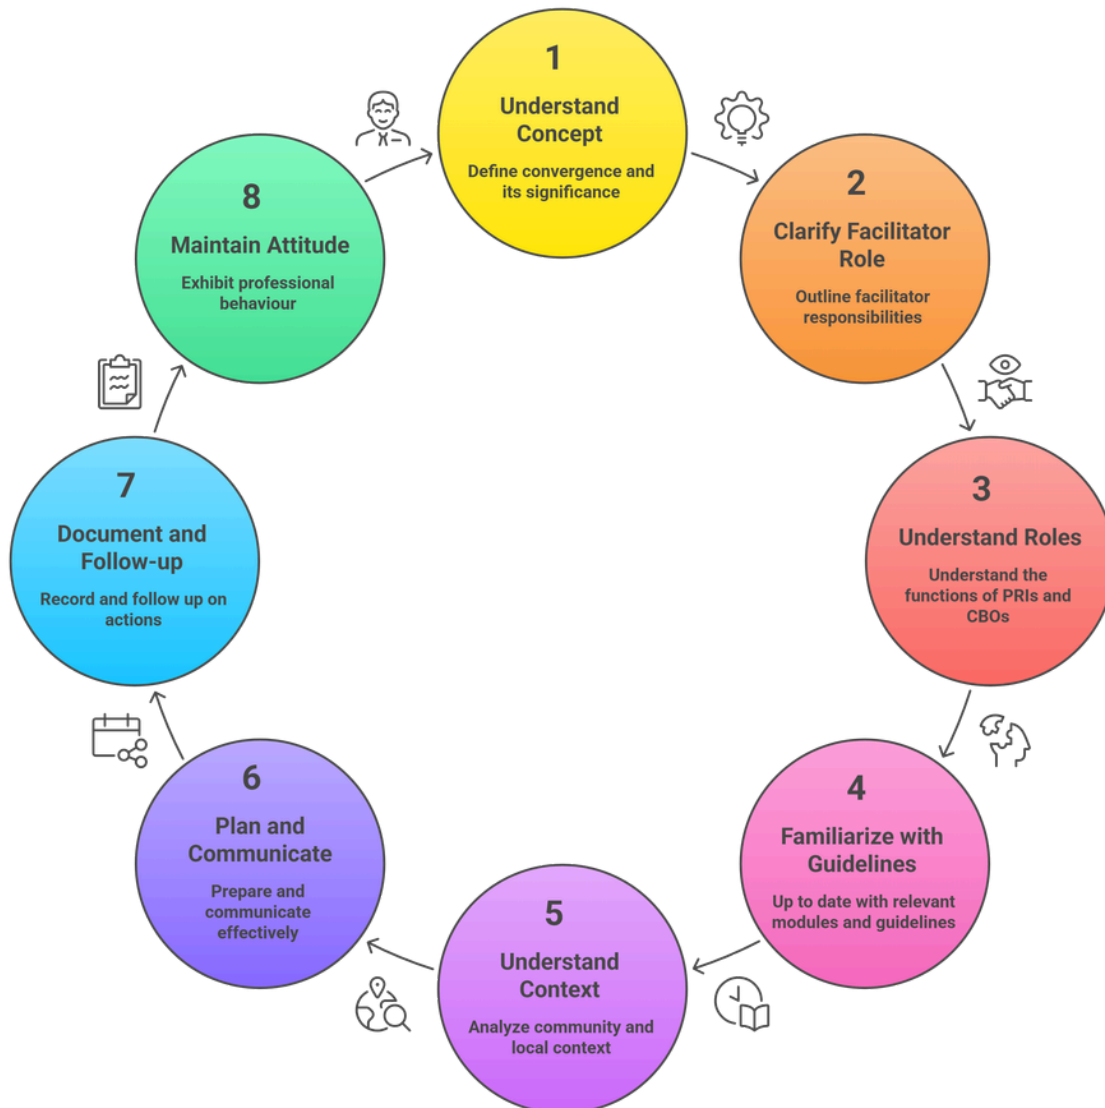 1
Understand
Concept
Define convergence and
its significance
2
Clarify Facilitator
Role
Outline facilitator
responsibilities
3
Understand Roles
Understand the
functions of PRIs and
CBOs
4
Familiarize with
Guidelines
Up to date with relevant
modules and guidelines
5
Understand
Context
Analyze community and
local context
6
Plan and
Communicate
Prepare and
communicate
effectively
7
Document and
Follow-up
Record and follow up on
actions
8
Maintain Attitude
Exhibit professional
behaviour